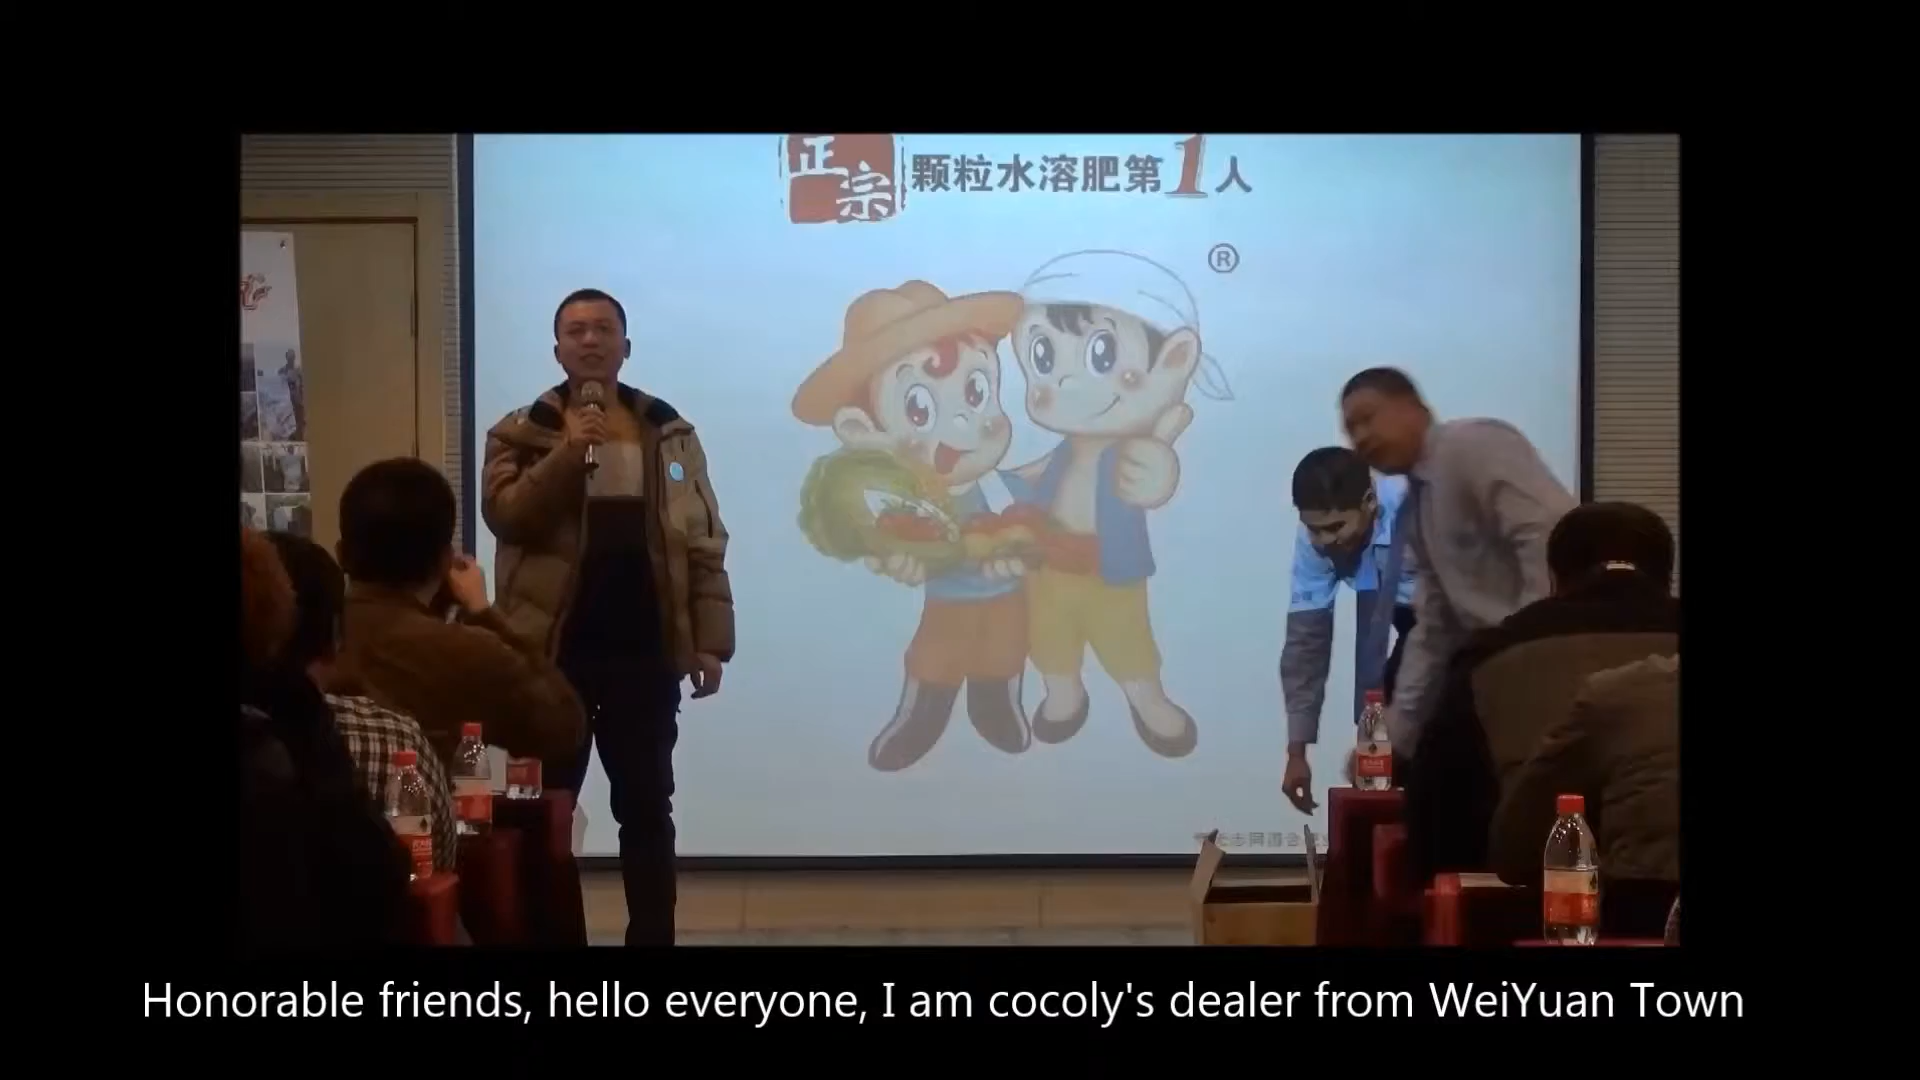 正宗
颗粒水溶肥第1人
®
Honorable friends, hello everyone, I am cocoly's dealer from WeiYuan Town